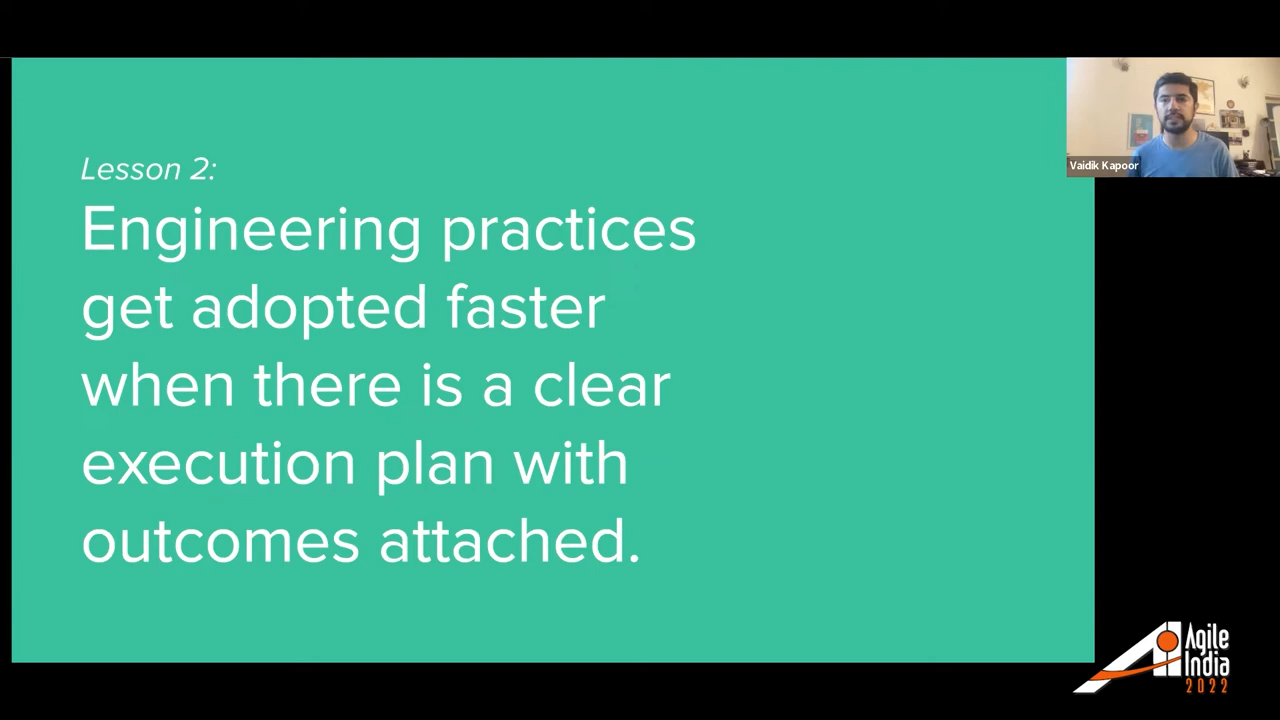 Lesson 2:
Engineering practices
get adopted faster
when there is a clear
execution plan with
outcomes attached.
Vaidik Kapoor
Agile
India
2022